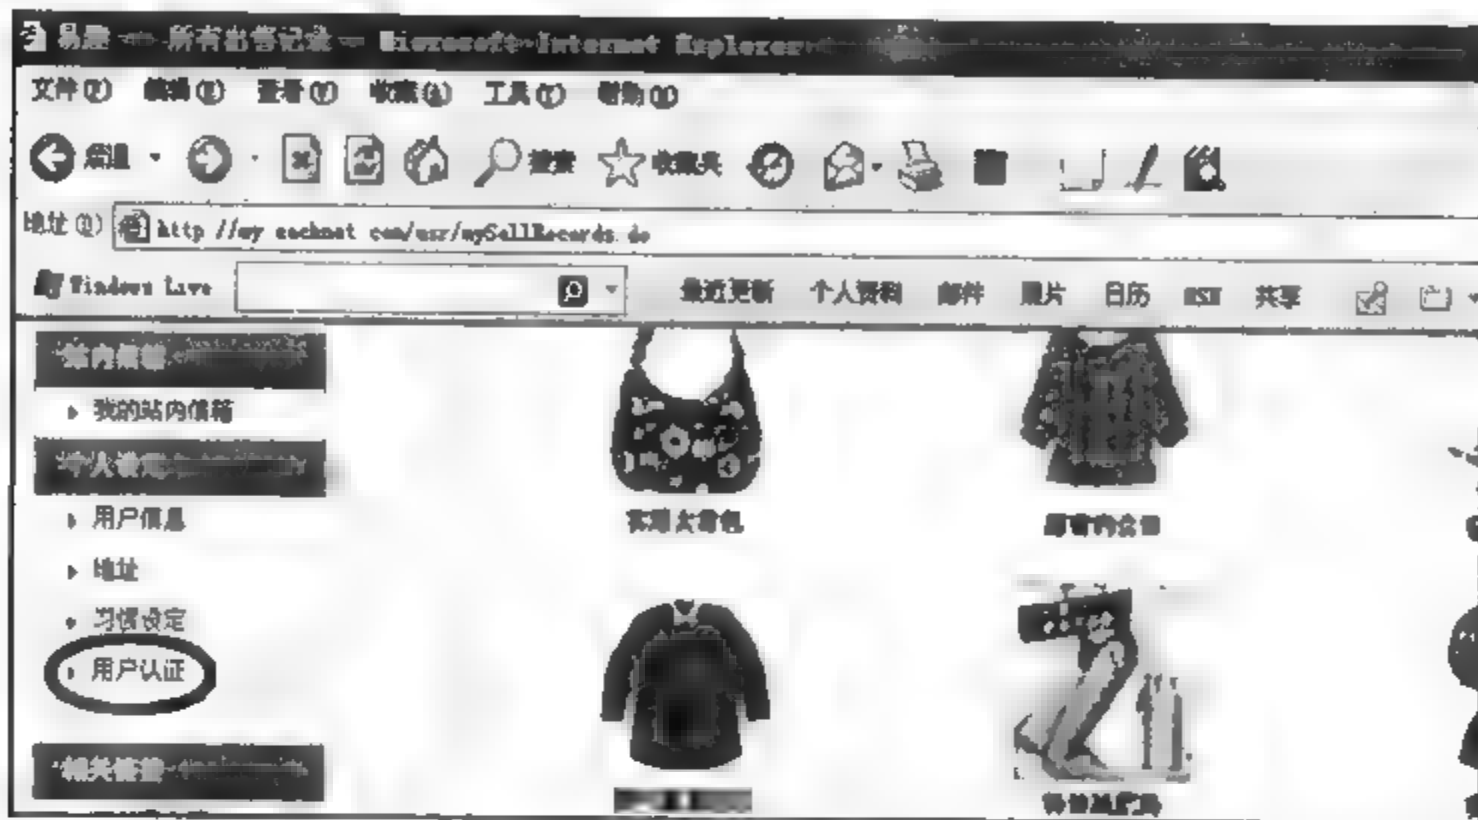 易趣 - 所有出售记录 - Microsoft Internet Explorer
文件(F) 编辑(E) 查看(V) 收藏(A) 工具(T) 帮助(H)
后退 搜索 收藏夹
地址(D) http://my.eachnet.com/usr/mySellRecords.do
Windows Live 最近更新 个人资料 邮件 照片 日历 MSN 共享
站内信箱
我的站内信箱
用户信息
地址
习惯设定
用户认证